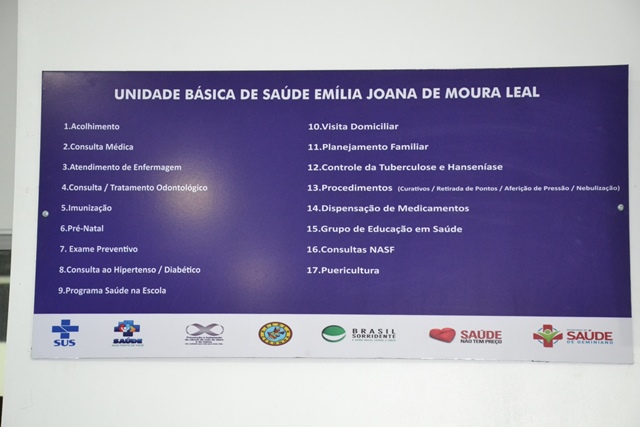 UNIDADE BÁSICA DE SAÚDE EMÍLIA JOANA DE MOURA LEAL
1.Acolhimento
2.Consulta Médica
3.Atendimento de Enfermagem
4.Consulta / Tratamento Odontológico
5.Imunização
6.Pré-Natal
7. Exame Preventivo
8.Consulta ao Hipertenso / Diabético
9.Programa Saúde na Escola
10.Visita Domiciliar
11.Planejamento Familiar
12.Controle da Tuberculose e Hanseníase
13.Procedimentos (Curativos / Retirada de Pontos / Aferição de Pressão / Nebulização)
14.Dispensação de Medicamentos
15.Grupo de Educação em Saúde
16.Consultas NASF
17.Puericultura
SUS
SAÚDE
BRASIL
SORRIDENTE
SAÚDE
NÃO TEM PREÇO
SAÚDE
DE GEMINIANO